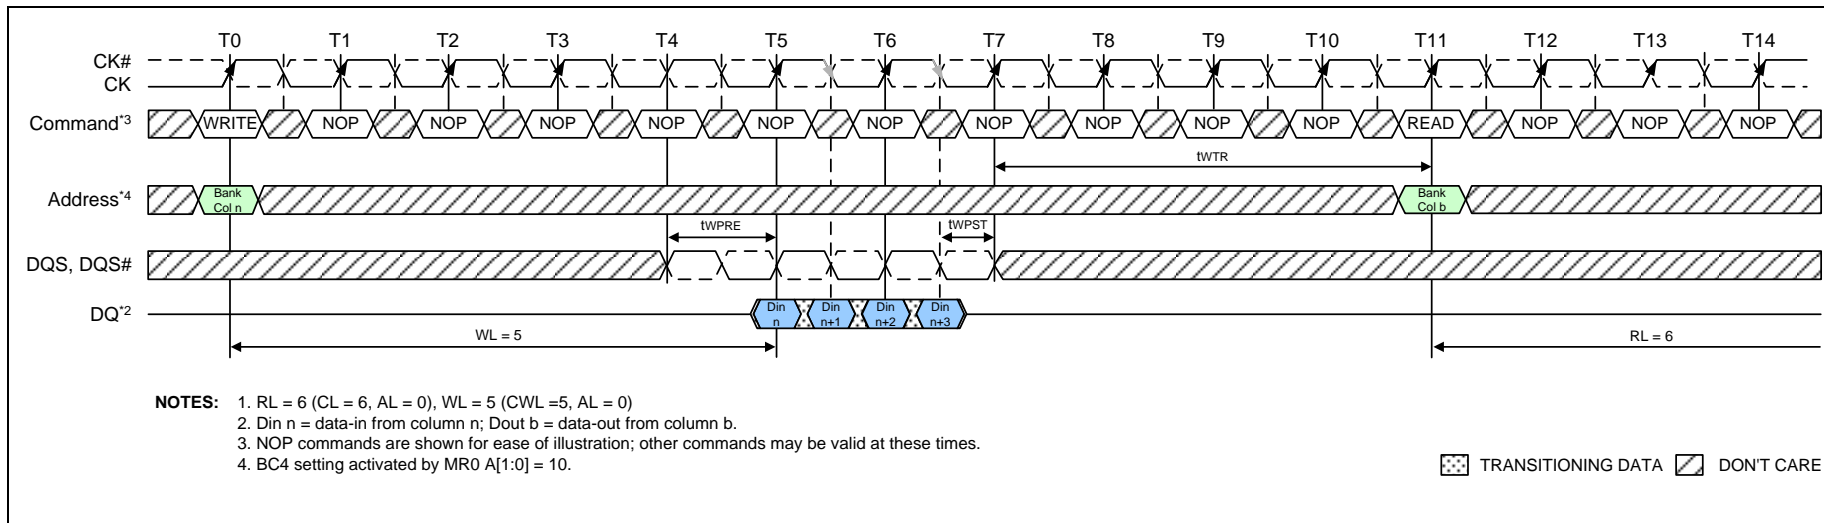 T0 T1 T2 T3 T4 T5 T6 T7 T8 T9 T10 T11 T12 T13 T14
CK#
CK
Command*3 WRITE NOP NOP NOP NOP NOP NOP NOP NOP NOP NOP READ NOP NOP NOP
tWTR
Address*4 Bank Col n Bank Col b
tWPRE tWPST
DQS, DQS#
DQ*2 Din n Din n+1 Din n+2 Din n+3
WL = 5 RL = 6
NOTES: 1. RL = 6 (CL = 6, AL = 0), WL = 5 (CWL =5, AL = 0)
2. Din n = data-in from column n; Dout b = data-out from column b.
3. NOP commands are shown for ease of illustration; other commands may be valid at these times.
4. BC4 setting activated by MR0 A[1:0] = 10.
TRANSITIONING DATA DON'T CARE